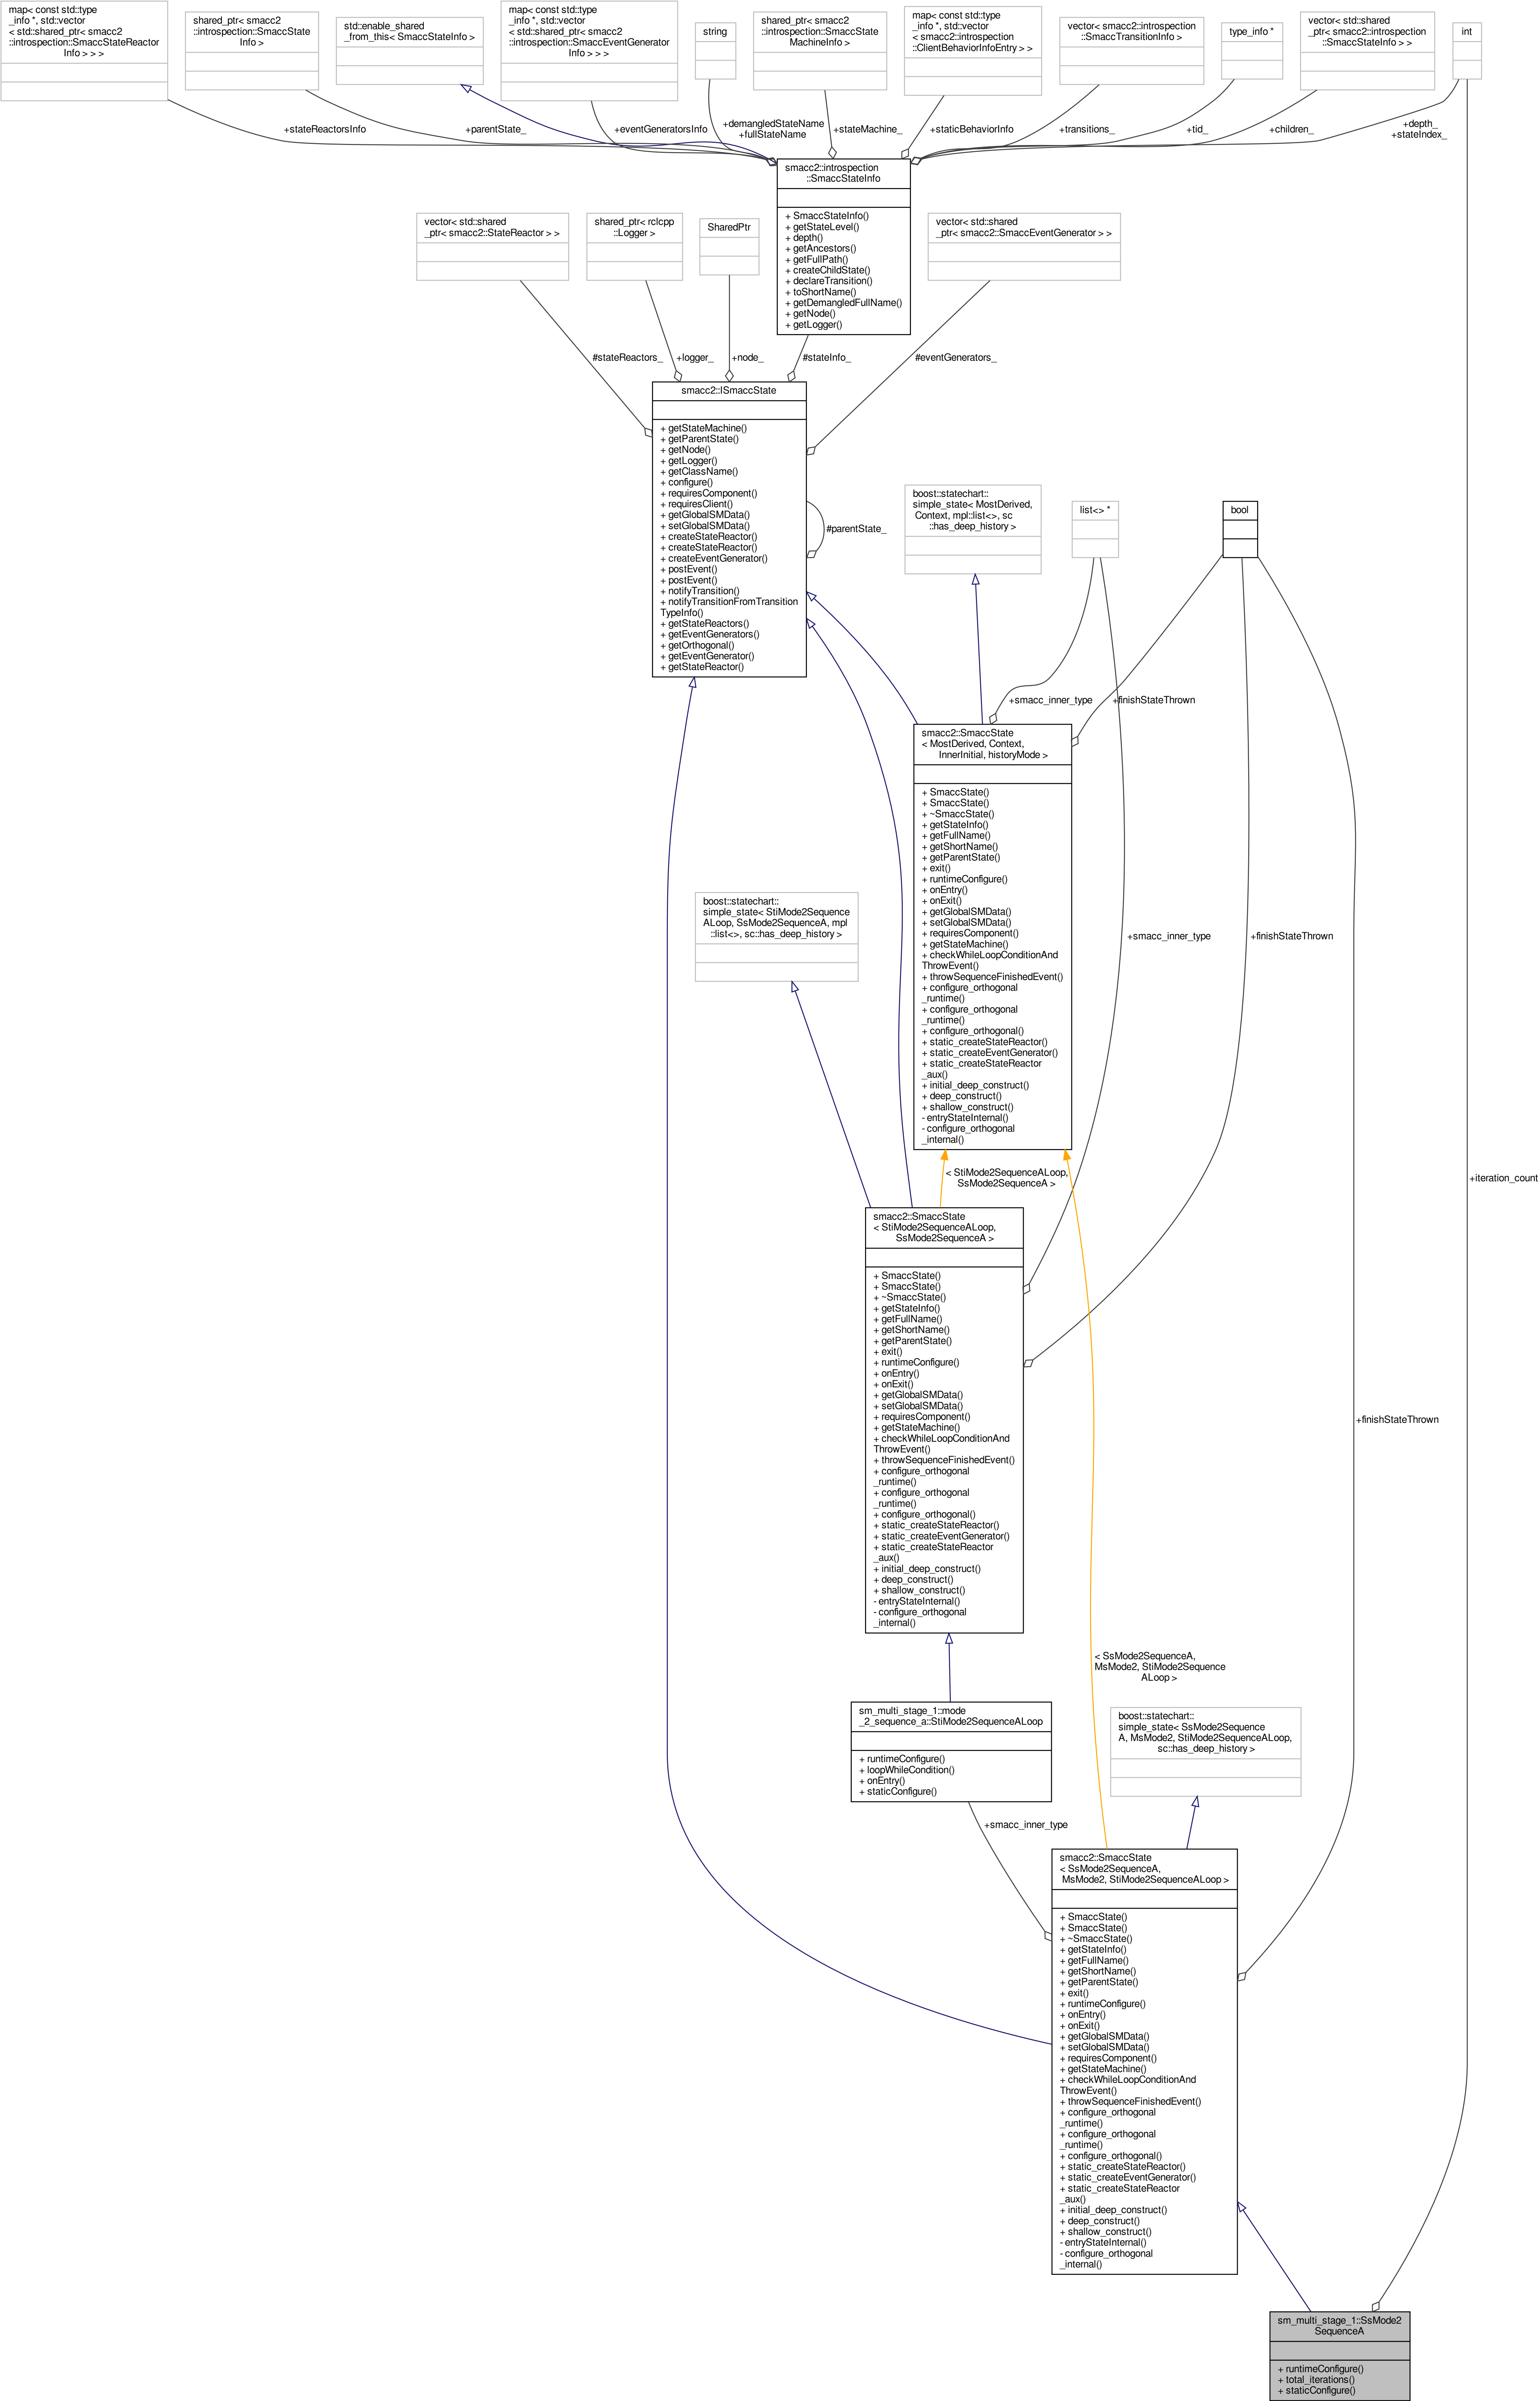 map< const std::type
_info *, std::vector
< std::shared_ptr< smacc2
::introspection::SmaccStateReactor
Info > > >
shared_ptr< smacc2
::introspection::SmaccState
Info >
std::enable_shared
_from_this< SmaccStateInfo >
map< const std::type
_info *, std::vector
< std::shared_ptr< smacc2
::introspection::SmaccEventGenerator
Info > > >
string
shared_ptr< smacc2
::introspection::SmaccState
MachineInfo >
map< const std::type
_info *, std::vector
< smacc2::introspection
::ClientBehaviorInfoEntry > >
vector< smacc2::introspection
::SmaccTransitionInfo >
type_info *
vector< std::shared
_ptr< smacc2::introspection
::SmaccStateInfo > >
int
+stateReactorsInfo
+parentState_
+eventGeneratorsInfo
+demangledStateName
+fullStateName
+stateMachine_
+staticBehaviorInfo
+transitions_
+tid_
+children_
+depth_
+stateIndex_
smacc2::introspection
::SmaccStateInfo
+ SmaccStateInfo()
+ getStateLevel()
+ depth()
+ getAncestors()
+ getFullPath()
+ createChildState()
+ declareTransition()
+ toShortName()
+ getDemangledFullName()
+ getNode()
+ getLogger()
vector< std::shared
_ptr< smacc2::StateReactor > >
shared_ptr< rclcpp
::Logger >
SharedPtr
vector< std::shared
_ptr< smacc2::SmaccEventGenerator > >
#stateReactors_
+logger_
+node_
#stateInfo_
#eventGenerators_
smacc2::ISmaccState
+ getStateMachine()
+ getParentState()
+ getNode()
+ getLogger()
+ getClassName()
+ configure()
+ requiresComponent()
+ requiresClient()
+ getGlobalSMData()
+ setGlobalSMData()
+ createStateReactor()
+ createStateReactor()
+ createEventGenerator()
+ postEvent()
+ postEvent()
+ notifyTransition()
+ notifyTransitionFromTransition
TypeInfo()
+ getStateReactors()
+ getEventGenerators()
+ getOrthogonal()
+ getEventGenerator()
+ getStateReactor()
#parentState_
boost::statechart::
simple_state< MostDerived,
Context, mpl::list<>, sc
::has_deep_history >
list<> *
bool
+smacc_inner_type
+finishStateThrown
smacc2::SmaccState
< MostDerived, Context,
InnerInitial, historyMode >
+ SmaccState()
+ SmaccState()
+ ~SmaccState()
+ getStateInfo()
+ getFullName()
+ getShortName()
+ getParentState()
+ exit()
+ runtimeConfigure()
+ onEntry()
+ onExit()
+ getGlobalSMData()
+ setGlobalSMData()
+ requiresComponent()
+ getStateMachine()
+ checkWhileLoopConditionAnd
ThrowEvent()
+ throwSequenceFinishedEvent()
+ configure_orthogonal
_runtime()
+ configure_orthogonal
_runtime()
+ configure_orthogonal()
+ static_createStateReactor()
+ static_createEventGenerator()
+ static_createStateReactor
_aux()
+ initial_deep_construct()
+ deep_construct()
+ shallow_construct()
- entryStateInternal()
- configure_orthogonal
_internal()
boost::statechart::
simple_state< StiMode2Sequence
ALoop, SsMode2SequenceA, mpl
::list<>, sc::has_deep_history >
+smacc_inner_type
+finishStateThrown
< StiMode2SequenceALoop,
SsMode2SequenceA >
+iteration_count
smacc2::SmaccState
< StiMode2SequenceALoop,
SsMode2SequenceA >
+ SmaccState()
+ SmaccState()
+ ~SmaccState()
+ getStateInfo()
+ getFullName()
+ getShortName()
+ getParentState()
+ exit()
+ runtimeConfigure()
+ onEntry()
+ onExit()
+ getGlobalSMData()
+ setGlobalSMData()
+ requiresComponent()
+ getStateMachine()
+ checkWhileLoopConditionAnd
ThrowEvent()
+ throwSequenceFinishedEvent()
+ configure_orthogonal
_runtime()
+ configure_orthogonal
_runtime()
+ configure_orthogonal()
+ static_createStateReactor()
+ static_createEventGenerator()
+ static_createStateReactor
_aux()
+ initial_deep_construct()
+ deep_construct()
+ shallow_construct()
- entryStateInternal()
- configure_orthogonal
_internal()
+finishStateThrown
< SsMode2SequenceA,
MsMode2, StiMode2Sequence
ALoop >
sm_multi_stage_1::mode
_2_sequence_a::StiMode2SequenceALoop
+ runtimeConfigure()
+ loopWhileCondition()
+ onEntry()
+ staticConfigure()
boost::statechart::
simple_state< SsMode2Sequence
A, MsMode2, StiMode2SequenceALoop,
sc::has_deep_history >
+smacc_inner_type
smacc2::SmaccState
< SsMode2SequenceA,
MsMode2, StiMode2SequenceALoop >
+ SmaccState()
+ SmaccState()
+ ~SmaccState()
+ getStateInfo()
+ getFullName()
+ getShortName()
+ getParentState()
+ exit()
+ runtimeConfigure()
+ onEntry()
+ onExit()
+ getGlobalSMData()
+ setGlobalSMData()
+ requiresComponent()
+ getStateMachine()
+ checkWhileLoopConditionAnd
ThrowEvent()
+ throwSequenceFinishedEvent()
+ configure_orthogonal
_runtime()
+ configure_orthogonal
_runtime()
+ configure_orthogonal()
+ static_createStateReactor()
+ static_createEventGenerator()
+ static_createStateReactor
_aux()
+ initial_deep_construct()
+ deep_construct()
+ shallow_construct()
- entryStateInternal()
- configure_orthogonal
_internal()
sm_multi_stage_1::SsMode2
SequenceA
+ runtimeConfigure()
+ total_iterations()
+ staticConfigure()